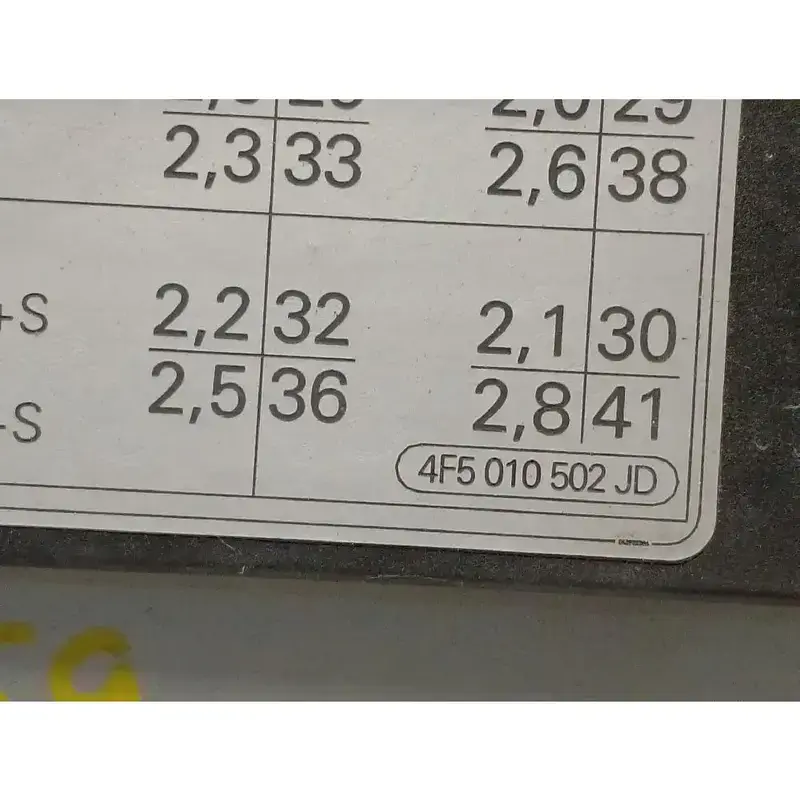 2,3 33 2,6 38
+S 2,2 32 2,1 30
2,5 36 2,8 41
+S
4F5 010 502 JD
59